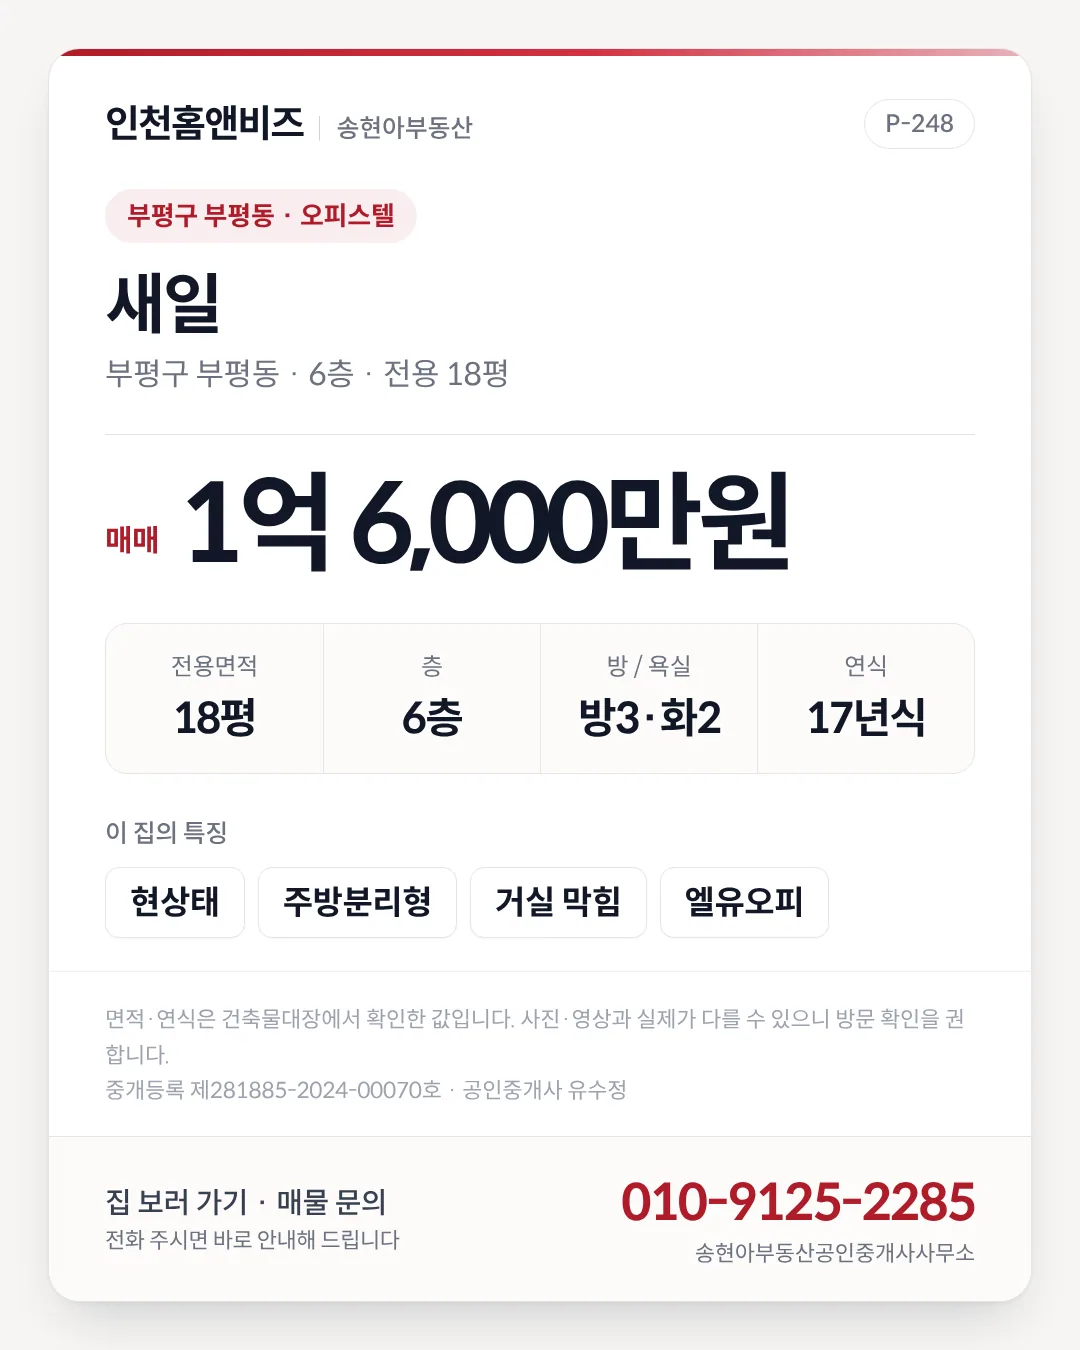 인천홈앤비즈 송현아부동산 P-248
부평구 부평동 · 오피스텔
새일
부평구 부평동 · 6층 · 전용 18평
매매 1억 6,000만원
전용면적 층 방 / 욕실 연식
18평 6층 방3·화2 17년식
이 집의 특징
현상태 주방분리형 거실 막힘 엘유오피
면적·연식은 건축물대장에서 확인한 값입니다. 사진·영상과 실제가 다를 수 있으니 방문 확인을 권
합니다.
중개등록 제281885-2024-00070호 · 공인중개사 유수정
집 보러 가기 · 매물 문의 010-9125-2285
전화 주시면 바로 안내해 드립니다 송현아부동산공인중개사사무소